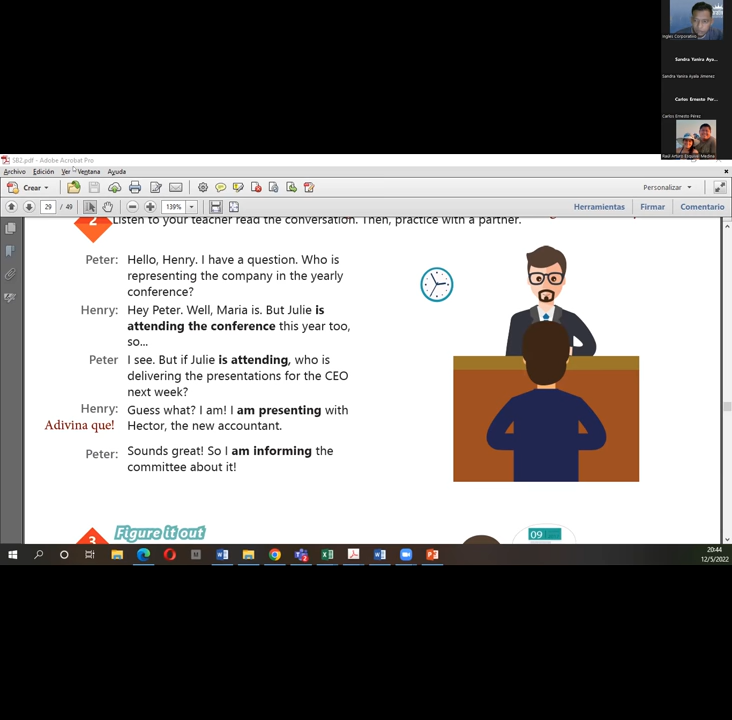 Ingles Corporativo
Sandra Yanira Aya...
Sandra Yanira Ayala Jimenez
Carlos Ernesto Pér...
Carlos Ernesto Pérez
Raul Arturo Esquivel Medina
SB2.pdf - Adobe Acrobat Pro
Archivo Edición Ver Ventana Ayuda
Crear Personalizar
29 / 49 139% Herramientas Firmar Comentario
2 Listen to your teacher read the conversation. Then, practice with a partner.
Peter: Hello, Henry. I have a question. Who is
representing the company in the yearly
conference?
Henry: Hey Peter. Well, Maria is. But Julie is
attending the conference this year too,
so...
Peter I see. But if Julie is attending, who is
delivering the presentations for the CEO
next week?
Henry: Guess what? I am! I am presenting with
Adivina que! Hector, the new accountant.
Peter: Sounds great! So I am informing the
committee about it!
3 Figure it out
09
20:44
12/5/2022